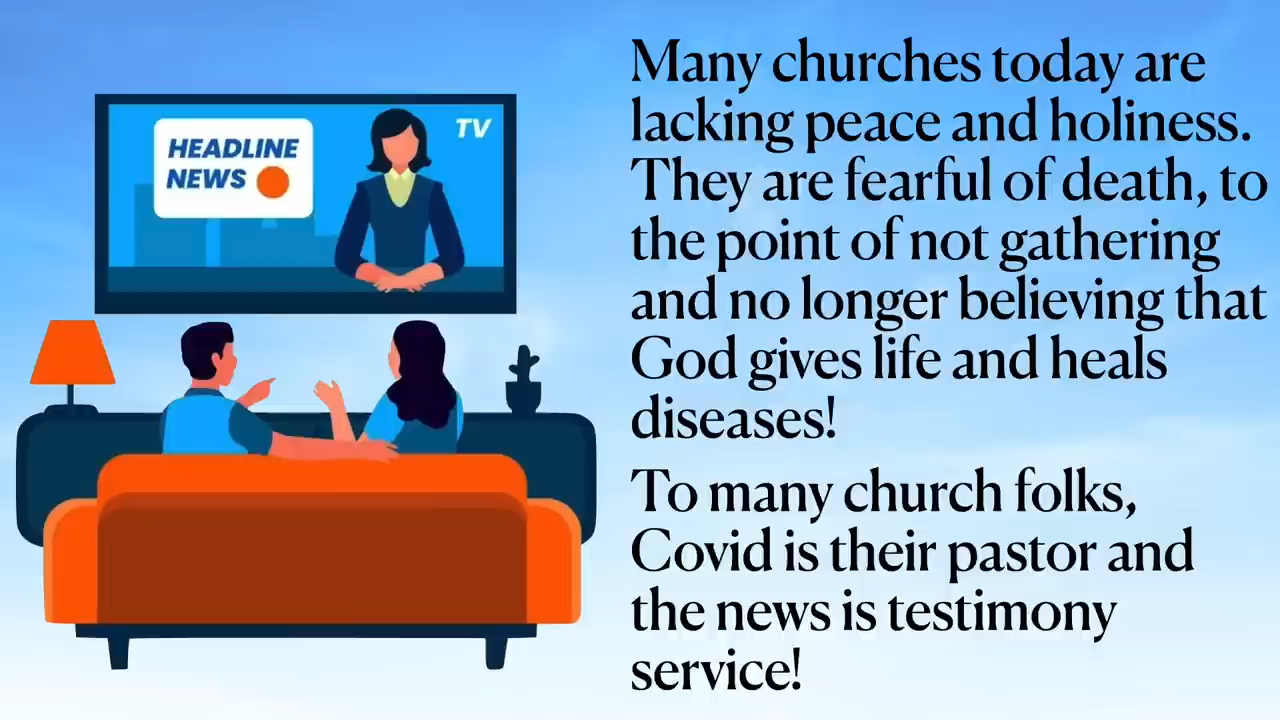 HEADLINE
NEWS
TV
Many churches today are
lacking peace and holiness.
They are fearful of death, to
the point of not gathering
and no longer believing that
God gives life and heals
diseases!
To many church folks,
Covid is their pastor and
the news is testimony
service!